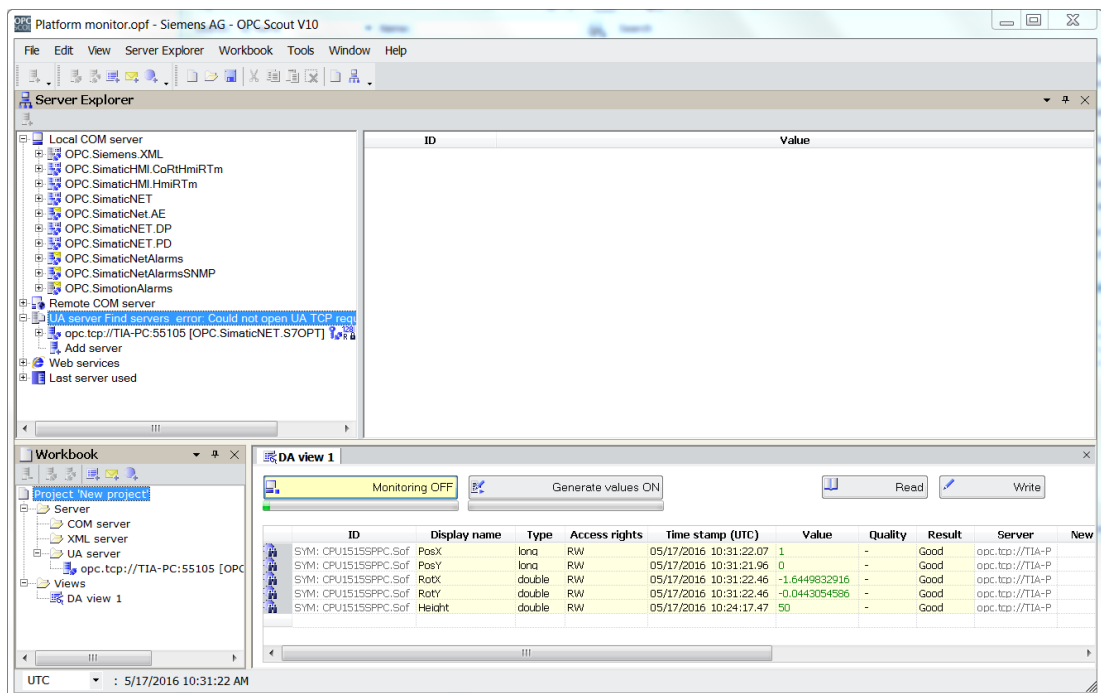 Platform monitor.opf - Siemens AG - OPC Scout V10
File Edit View Server Explorer Workbook Tools Window Help
Server Explorer
Local COM server
OPC.Siemens.XML
OPC.SimaticHMI.CoRtHmiRTm
OPC.SimaticHMI.HmiRTm
OPC.SimaticNET
OPC.SimaticNet.AE
OPC.SimaticNET.DP
OPC.SimaticNET.PD
OPC.SimaticNetAlarms
OPC.SimaticNetAlarmsSNMP
OPC.SimotionAlarms
Remote COM server
UA server Find servers error: Could not open UA TCP requ
opc.tcp://TIA-PC:55105 [OPC.SimaticNET.S7OPT]
Add server
Web services
Last server used
ID Value
Workbook
Project 'New project'
Server
COM server
XML server
UA server
opc.tcp://TIA-PC:55105 [OPC
Views
DA view 1
DA view 1
Monitoring OFF Generate values ON Read Write
ID Display name Type Access rights Time stamp (UTC) Value Quality Result Server New
SYM: CPU1515SPPC.Sof PosX long RW 05/17/2016 10:31:22.07 1 - Good opc.tcp://TIA-P
SYM: CPU1515SPPC.Sof PosY long RW 05/17/2016 10:31:21.96 0 - Good opc.tcp://TIA-P
SYM: CPU1515SPPC.Sof RotX double RW 05/17/2016 10:31:22.46 -1.6449832916 - Good opc.tcp://TIA-P
SYM: CPU1515SPPC.Sof RotY double RW 05/17/2016 10:31:22.46 -0.0443054586 - Good opc.tcp://TIA-P
SYM: CPU1515SPPC.Sof Height double RW 05/17/2016 10:24:17.47 50 - Good opc.tcp://TIA-P
UTC : 5/17/2016 10:31:22 AM